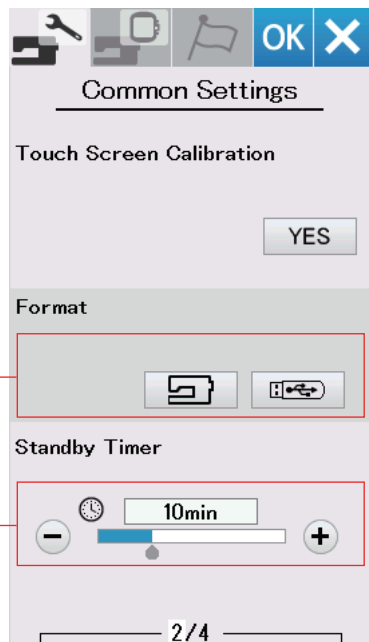 OK
Common Settings
Touch Screen Calibration
YES
Format
Standby Timer
10min
2/4